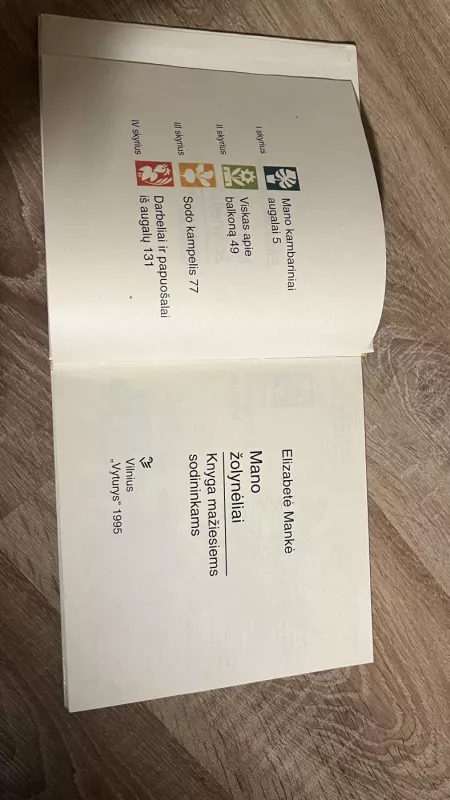 I skyrius
Mano kambariniai
augalai 5
II skyrius
Viskas apie
balkoną 49
III skyrius
Sodo kampelis 77
IV skyrius
Darbeliai ir papuošalai
iš augalų 131
Elizabetė Mankė
Mano
žolynėliai
Knyga mažiesiems
sodininkams
Vilnius
„Vyturys“ 1995